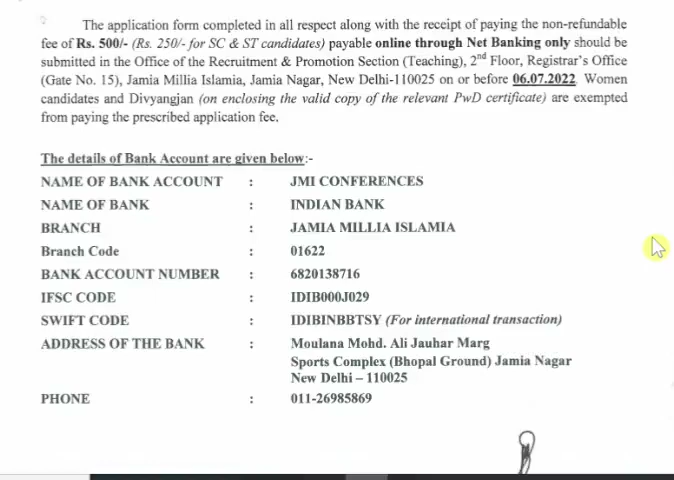 The application form completed in all respect along with the receipt of paying the non-refundable
fee of Rs. 500/- (Rs. 250/- for SC & ST candidates) payable online through Net Banking only should be
submitted in the Office of the Recruitment & Promotion Section (Teaching), 2nd Floor, Registrar's Office
(Gate No. 15), Jamia Millia Islamia, Jamia Nagar, New Delhi-110025 on or before 06.07.2022. Women
candidates and Divyangjan (on enclosing the valid copy of the relevant PwD certificate) are exempted
from paying the prescribed application fee.
The details of Bank Account are given below:-
NAME OF BANK ACCOUNT : JMI CONFERENCES
NAME OF BANK : INDIAN BANK
BRANCH : JAMIA MILLIA ISLAMIA
Branch Code : 01622
BANK ACCOUNT NUMBER : 6820138716
IFSC CODE : IDIB000J029
SWIFT CODE : IDIBINBBTSY (For international transaction)
ADDRESS OF THE BANK : Moulana Mohd. Ali Jauhar Marg
Sports Complex (Bhopal Ground) Jamia Nagar
New Delhi – 110025
PHONE : 011-26985869